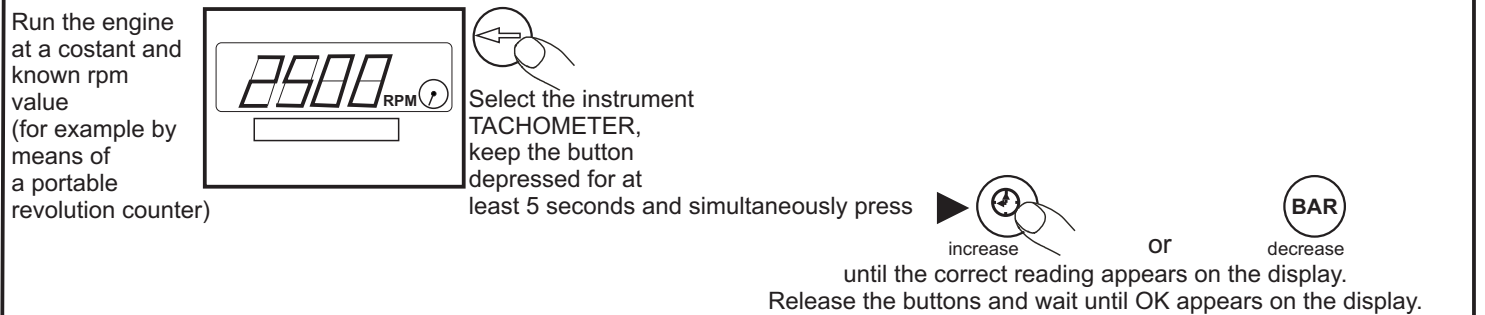 Run the engine
at a costant and
known rpm
value
(for example by
means of
a portable
revolution counter)
2500 RPM
Select the instrument
TACHOMETER,
keep the button
depressed for at
least 5 seconds and simultaneously press
BAR
increase or decrease
until the correct reading appears on the display.
Release the buttons and wait until OK appears on the display.